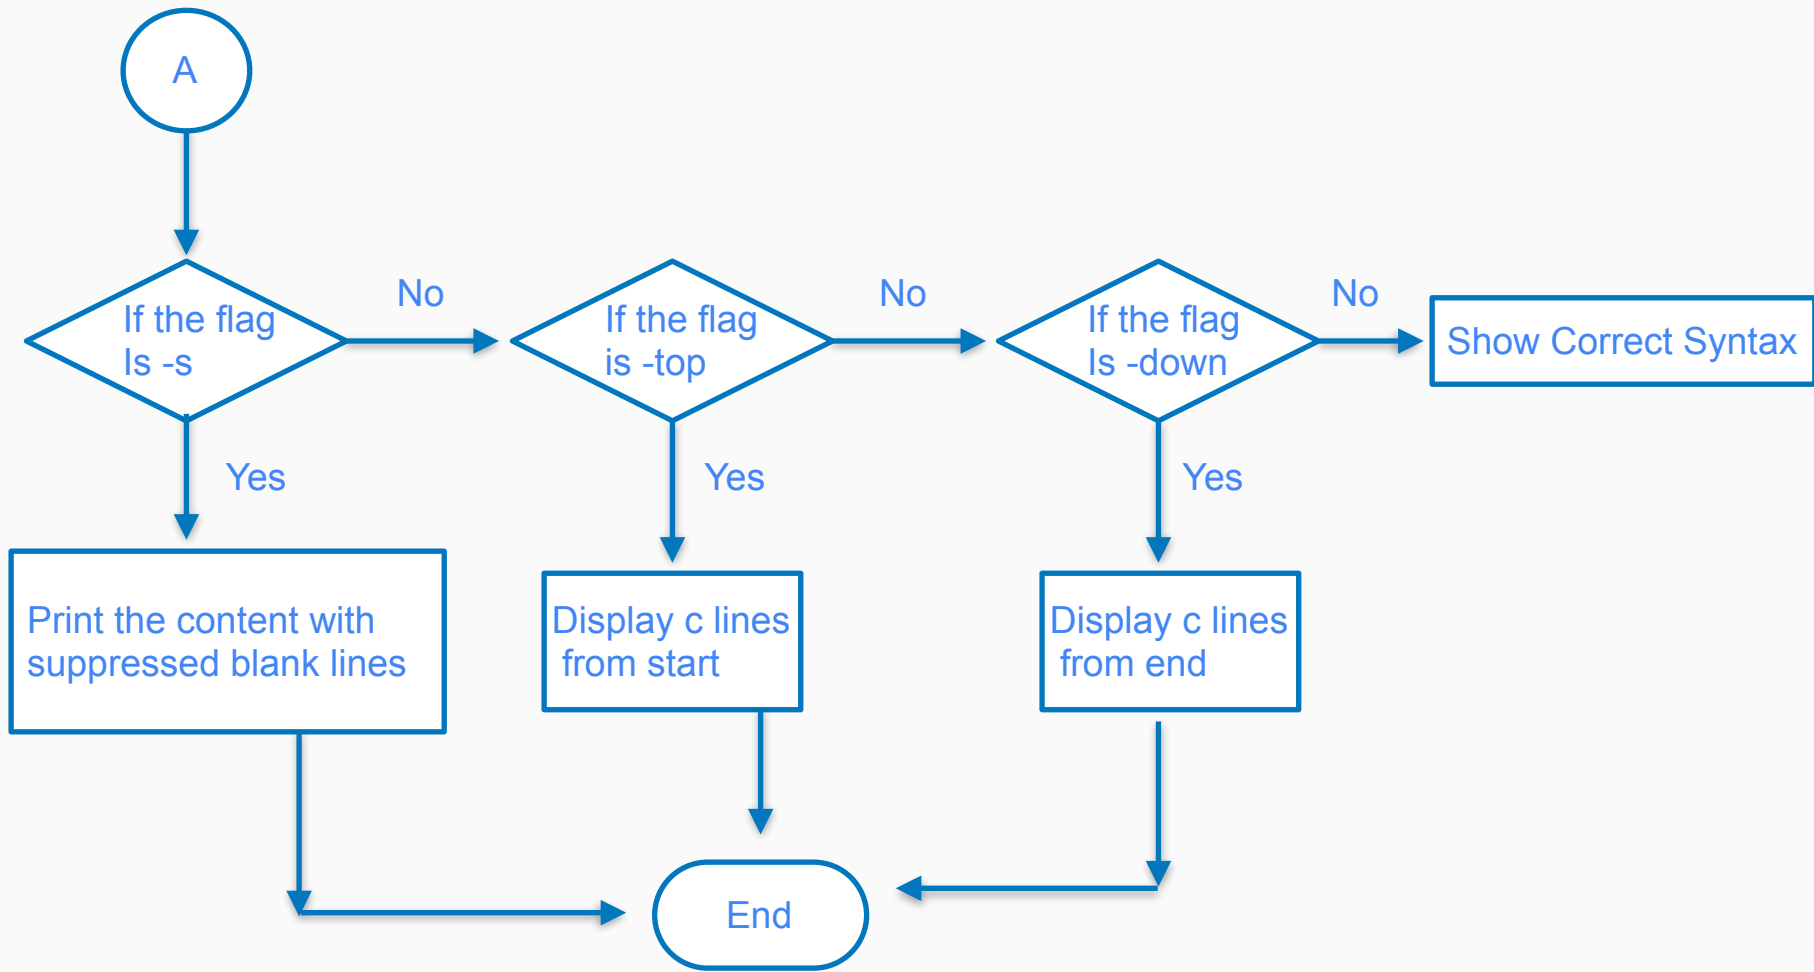 A
If the flag
Is -s
No
If the flag
is -top
No
If the flag
Is -down
No
Show Correct Syntax
Yes
Yes
Yes
Print the content with
suppressed blank lines
Display c lines
from start
Display c lines
from end
End